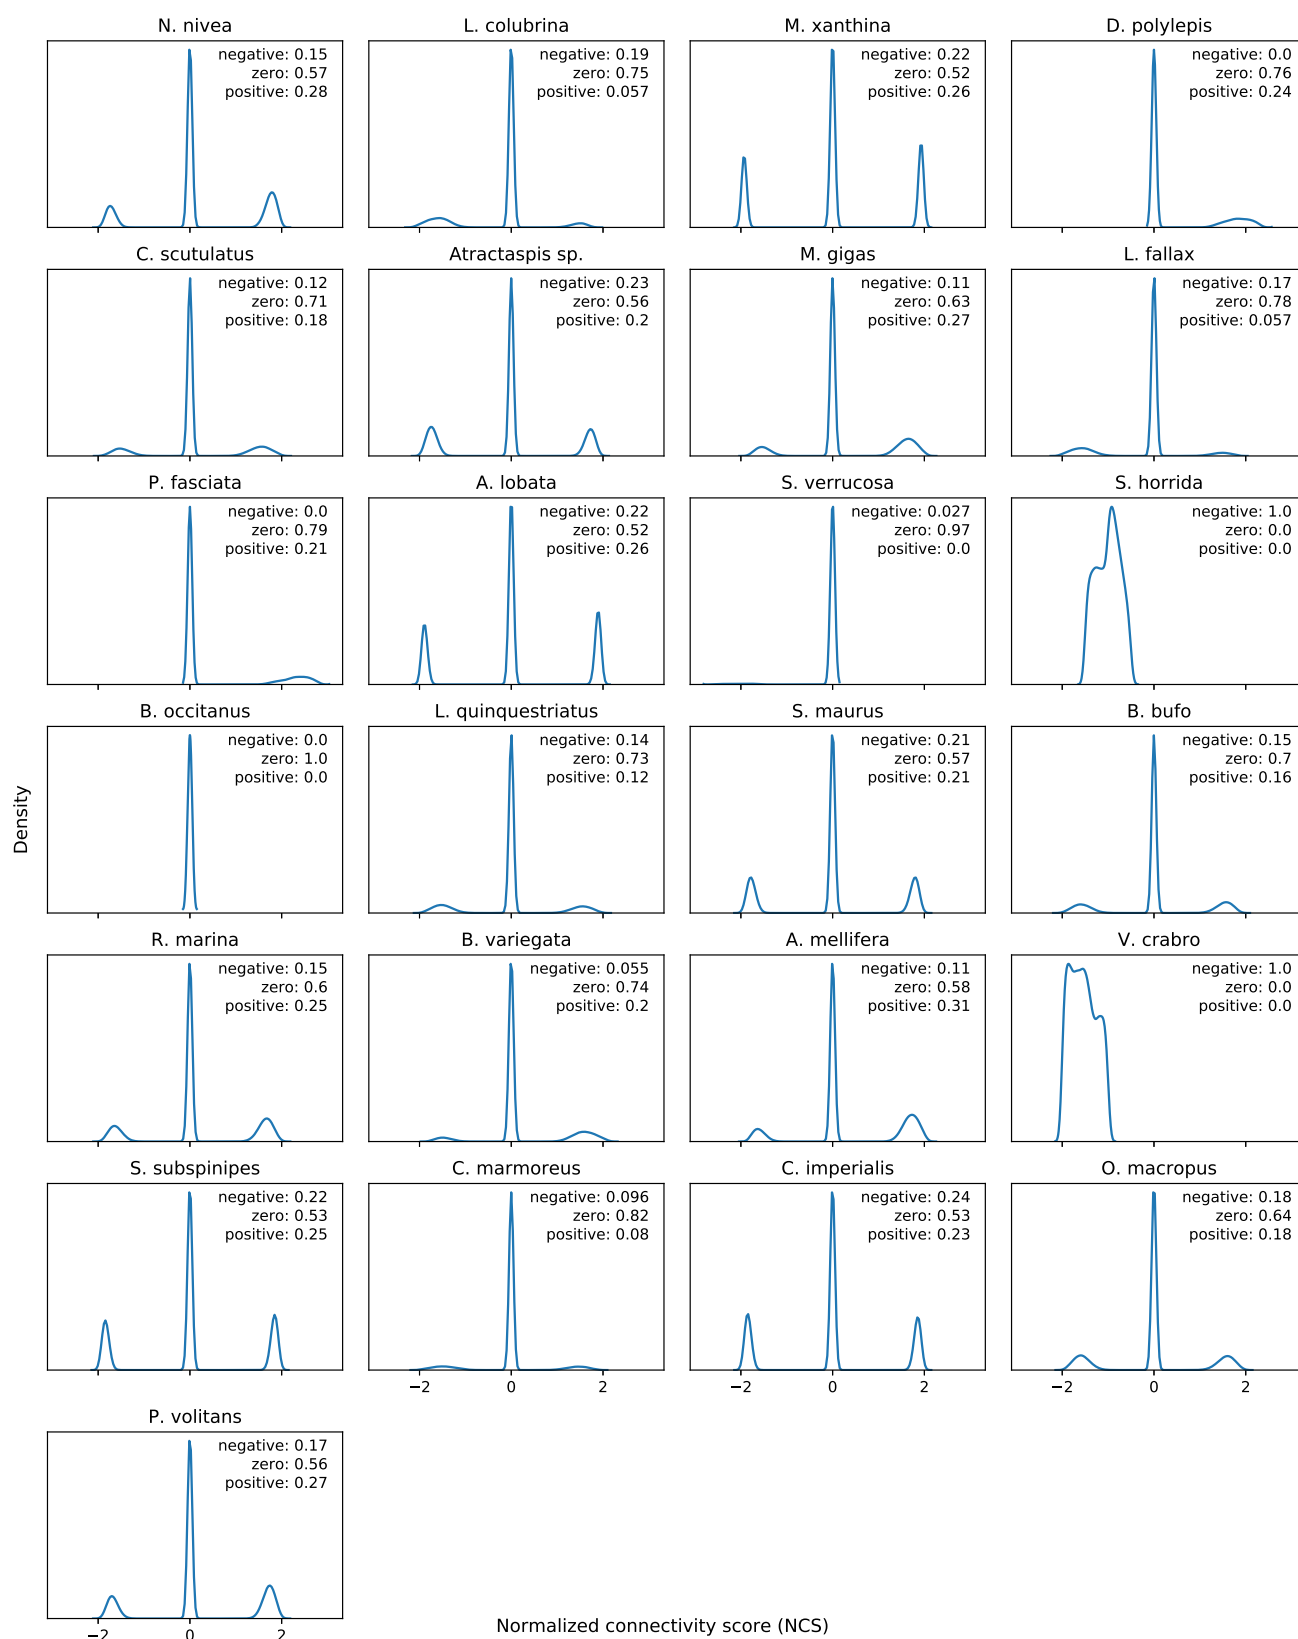 N. nivea
negative: 0.15
zero: 0.57
positive: 0.28
L. colubrina
negative: 0.19
zero: 0.75
positive: 0.057
M. xanthina
negative: 0.22
zero: 0.52
positive: 0.26
D. polylepis
negative: 0.0
zero: 0.76
positive: 0.24
C. scutulatus
negative: 0.12
zero: 0.71
positive: 0.18
Atractaspis sp.
negative: 0.23
zero: 0.56
positive: 0.2
M. gigas
negative: 0.11
zero: 0.63
positive: 0.27
L. fallax
negative: 0.17
zero: 0.78
positive: 0.057
P. fasciata
negative: 0.0
zero: 0.79
positive: 0.21
A. lobata
negative: 0.22
zero: 0.52
positive: 0.26
S. verrucosa
negative: 0.027
zero: 0.97
positive: 0.0
S. horrida
negative: 1.0
zero: 0.0
positive: 0.0
B. occitanus
negative: 0.0
zero: 1.0
positive: 0.0
L. quinquestriatus
negative: 0.14
zero: 0.73
positive: 0.12
S. maurus
negative: 0.21
zero: 0.57
positive: 0.21
B. bufo
negative: 0.15
zero: 0.7
positive: 0.16
Density
R. marina
negative: 0.15
zero: 0.6
positive: 0.25
B. variegata
negative: 0.055
zero: 0.74
positive: 0.2
A. mellifera
negative: 0.11
zero: 0.58
positive: 0.31
V. crabro
negative: 1.0
zero: 0.0
positive: 0.0
S. subspinipes
negative: 0.22
zero: 0.53
positive: 0.25
C. marmoreus
negative: 0.096
zero: 0.82
positive: 0.08
−2 0 2
C. imperialis
negative: 0.24
zero: 0.53
positive: 0.23
−2 0 2
O. macropus
negative: 0.18
zero: 0.64
positive: 0.18
−2 0 2
P. volitans
negative: 0.17
zero: 0.56
positive: 0.27
−2 0 2
Normalized connectivity score (NCS)